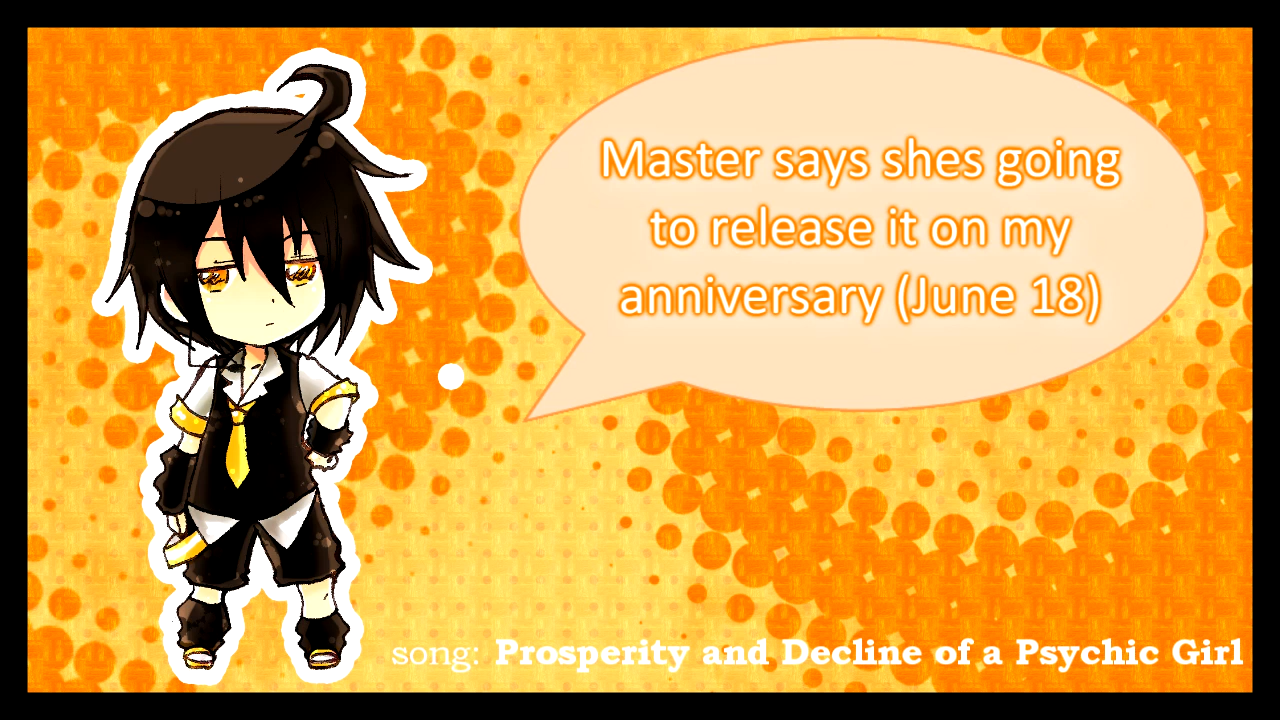 Master says shes going
to release it on my
anniversary (June 18)
song: Prosperity and Decline of a Psychic Girl